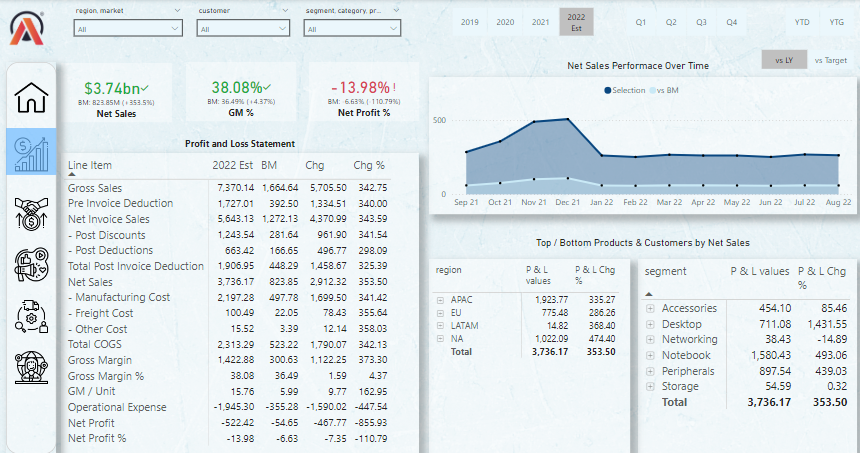 region, market
customer
segment, category, pr...
All
All
All
2019 2020 2021 2022 Est
Q1 Q2 Q3 Q4
YTD YTG
vs LY vs Target
$3.74bn
BM: 823.85M (+353.5%)
Net Sales
38.08%
BM: 36.49% (+4.37%)
GM %
-13.98% !
BM: -6.63% (-110.79%)
Net Profit %
Net Sales Performace Over Time
Selection vs BM
500
0
Sep 21 Oct 21 Nov 21 Dec 21 Jan 22 Feb 22 Mar 22 Apr 22 May 22 Jun 22 Jul 22 Aug 22
Profit and Loss Statement
Line Item 2022 Est BM Chg Chg %
Gross Sales 7,370.14 1,664.64 5,705.50 342.75
Pre Invoice Deduction 1,727.01 392.50 1,334.51 340.00
Net Invoice Sales 5,643.13 1,272.13 4,370.99 343.59
- Post Discounts 1,243.54 281.64 961.90 341.54
- Post Deductions 663.42 166.65 496.77 298.09
Total Post Invoice Deduction 1,906.95 448.29 1,458.67 325.39
Net Sales 3,736.17 823.85 2,912.32 353.50
- Manufacturing Cost 2,197.28 497.78 1,699.50 341.42
- Freight Cost 100.49 22.05 78.43 355.64
- Other Cost 15.52 3.39 12.14 358.03
Total COGS 2,313.29 523.22 1,790.07 342.13
Gross Margin 1,422.88 300.63 1,122.25 373.30
Gross Margin % 38.08 36.49 1.59 4.37
GM / Unit 15.76 5.99 9.77 162.95
Operational Expense -1,945.30 -355.28 -1,590.02 -447.54
Net Profit -522.42 -54.65 -467.77 -855.93
Net Profit % -13.98 -6.63 -7.35 -110.79
Top / Bottom Products & Customers by Net Sales
region P & L values P & L Chg %
APAC 1,923.77 335.27
EU 775.48 286.26
LATAM 14.82 368.40
NA 1,022.09 474.40
Total 3,736.17 353.50
segment P & L values P & L Chg %
Accessories 454.10 85.46
Desktop 711.08 1,431.55
Networking 38.43 -14.89
Notebook 1,580.43 493.06
Peripherals 897.54 439.03
Storage 54.59 0.32
Total 3,736.17 353.50